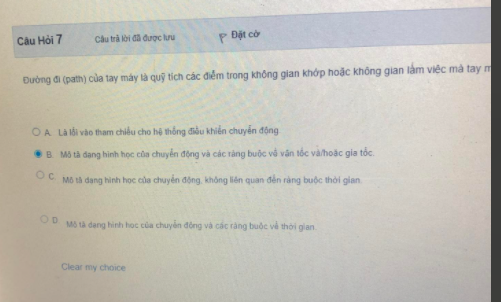 Câu Hỏi 7 Câu trả lời đã được lưu Đặt cờ
Đường đi (path) của tay máy là quỹ tích các điểm trong không gian khớp hoặc không gian làm việc mà tay m
A. Là lối vào tham chiếu cho hệ thống điều khiển chuyển động.
B. Mô tả dạng hình học của chuyển động và các ràng buộc về vận tốc và/hoặc gia tốc.
C. Mô tả dạng hình học của chuyển động, không liên quan đến ràng buộc thời gian.
D. Mô tả dạng hình học của chuyển động và các ràng buộc về thời gian.
Clear my choice